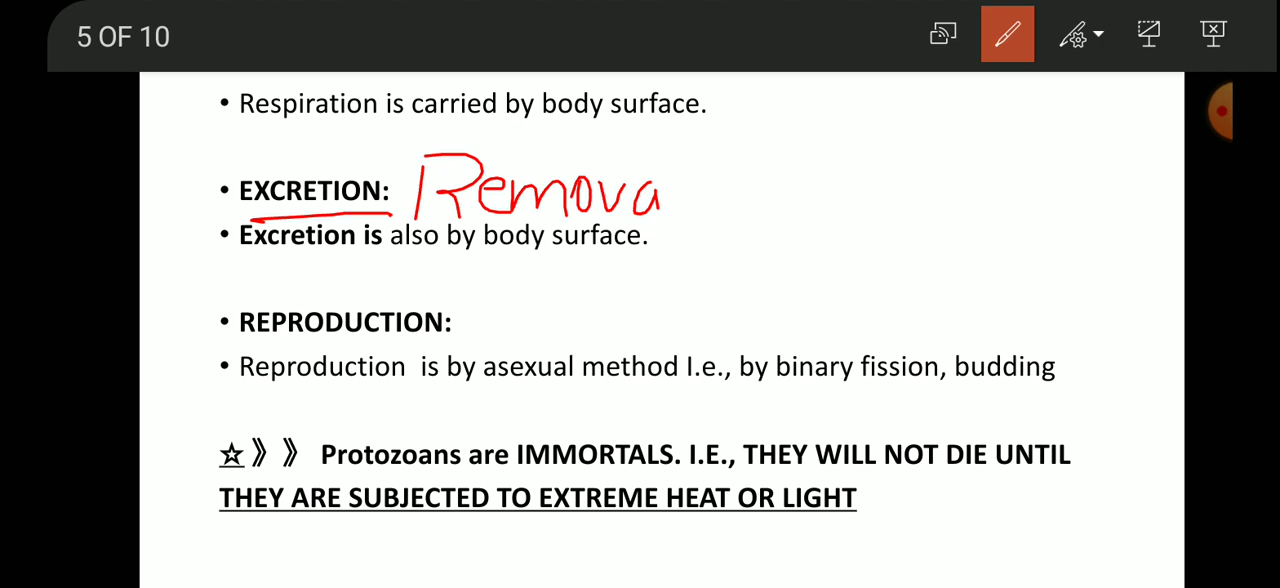 5 OF 10
• Respiration is carried by body surface.
• EXCRETION: Remova
• Excretion is also by body surface.
• REPRODUCTION:
• Reproduction is by asexual method I.e., by binary fission, budding
☆》》 Protozoans are IMMORTALS. I.E., THEY WILL NOT DIE UNTIL
THEY ARE SUBJECTED TO EXTREME HEAT OR LIGHT